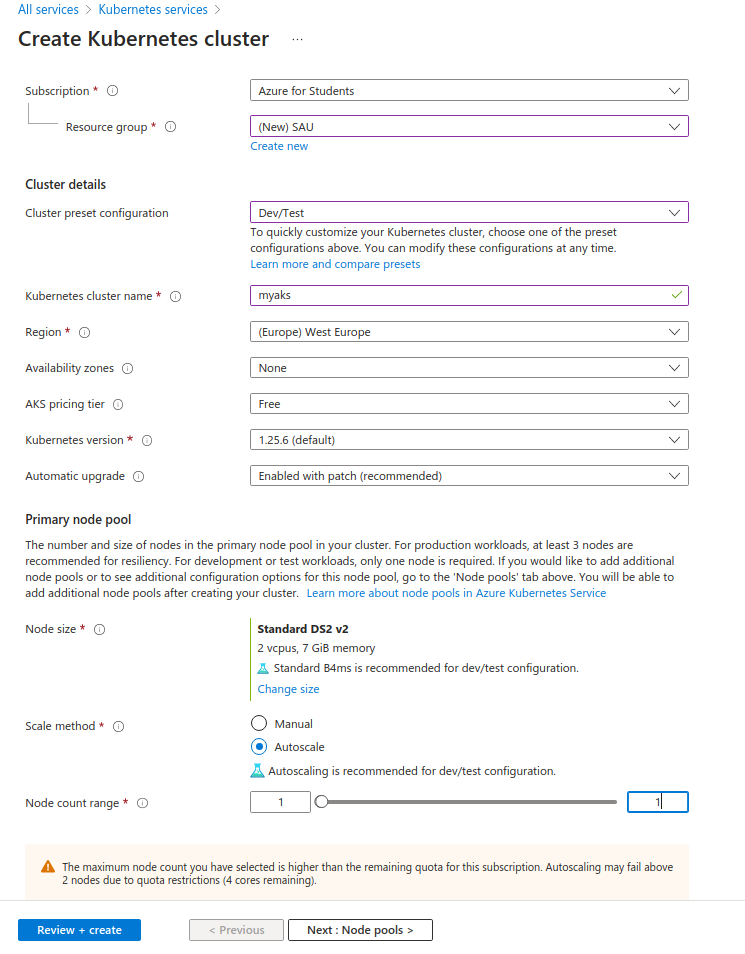 All services > Kubernetes services >
Create Kubernetes cluster ...
Subscription * Azure for Students
Resource group * (New) SAU
Create new
Cluster details
Cluster preset configuration Dev/Test
To quickly customize your Kubernetes cluster, choose one of the preset
configurations above. You can modify these configurations at any time.
Learn more and compare presets
Kubernetes cluster name * myaks
Region * (Europe) West Europe
Availability zones None
AKS pricing tier Free
Kubernetes version * 1.25.6 (default)
Automatic upgrade Enabled with patch (recommended)
Primary node pool
The number and size of nodes in the primary node pool in your cluster. For production workloads, at least 3 nodes are
recommended for resiliency. For development or test workloads, only one node is required. If you would like to add additional
node pools or to see additional configuration options for this node pool, go to the 'Node pools' tab above. You will be able to
add additional node pools after creating your cluster. Learn more about node pools in Azure Kubernetes Service
Node size * Standard DS2 v2
2 vcpus, 7 GiB memory
Standard B4ms is recommended for dev/test configuration.
Change size
Scale method * Manual
Autoscale
Autoscaling is recommended for dev/test configuration.
Node count range * 1 1
The maximum node count you have selected is higher than the remaining quota for this subscription. Autoscaling may fail above
2 nodes due to quota restrictions (4 cores remaining).
Review + create < Previous Next : Node pools >